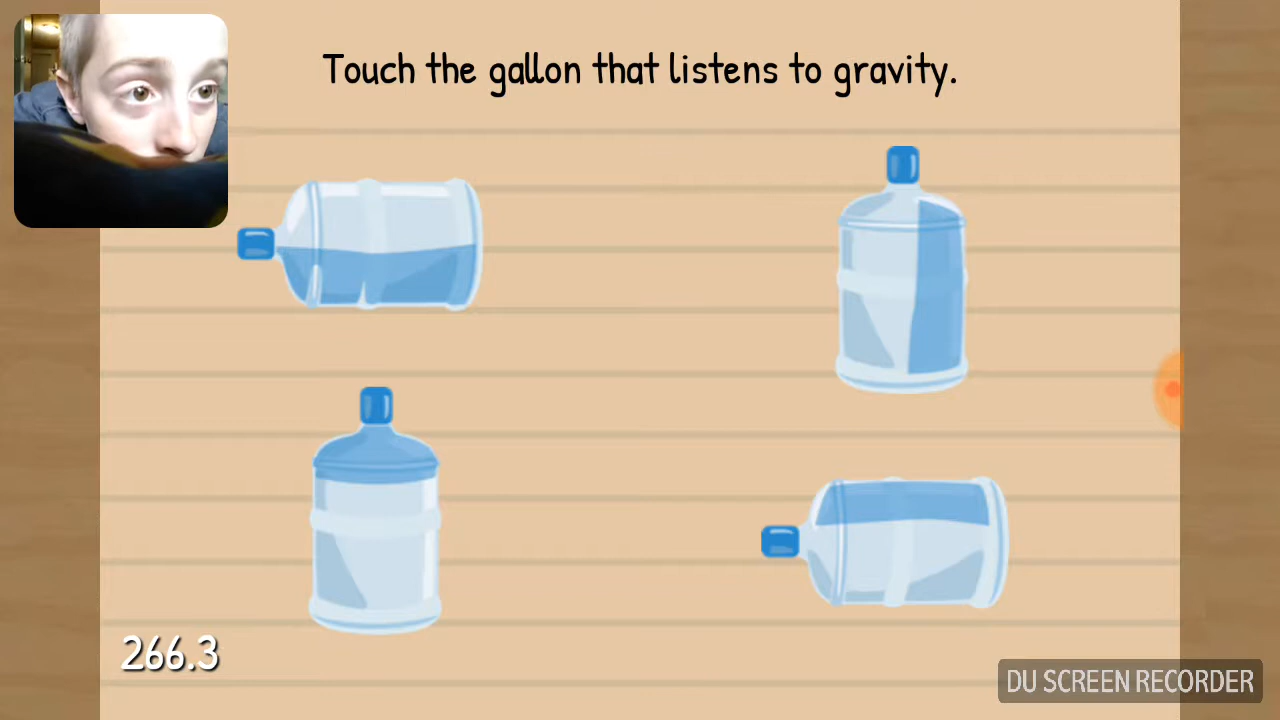 Touch the gallon that listens to gravity.
266.3
DU SCREEN RECORDER